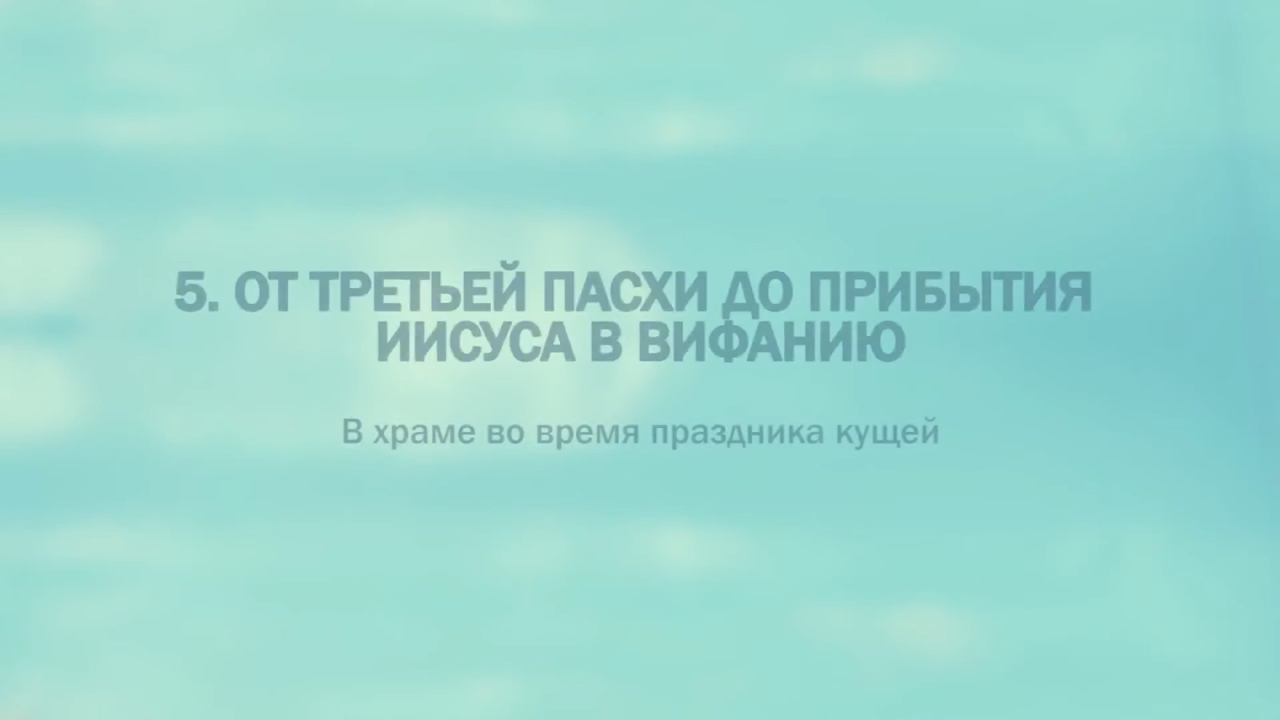 5. ОТ ТРЕТЬЕЙ ПАСХИ ДО ПРИБЫТИЯ
ИИСУСА В ВИФАНИЮ
В храме во время праздника кущей